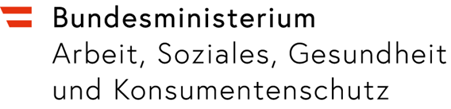 Bundesministerium
Arbeit, Soziales, Gesundheit
und Konsumentenschutz